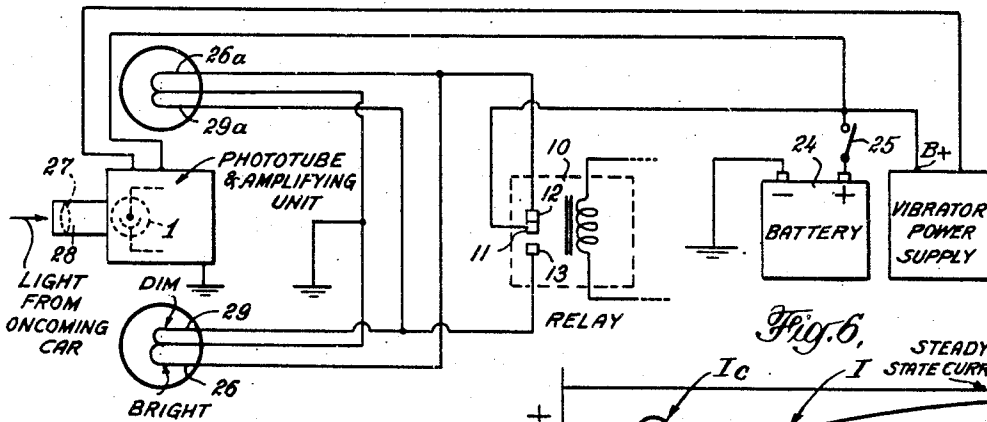 26a
29a
27
28
1
PHOTOTUBE
& AMPLIFYING
UNIT
LIGHT
FROM
ONCOMING
CAR
DIM
29
26
BRIGHT
10
12
11
13
RELAY
24
25
B+
- +
BATTERY
VIBRATOR
POWER
SUPPLY
Fig. 6.
STEADY
STATE CURR
+
Ic
I